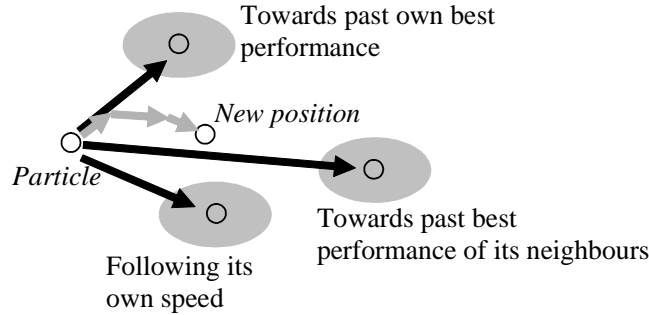 Towards past own best
performance
New position
Particle
Towards past best
performance of its neighbours
Following its
own speed